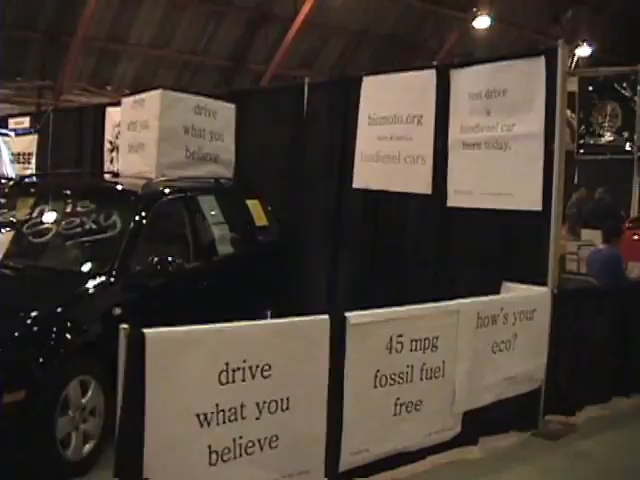 drive
what you
believe
biomoto.org
biodiesel cars
test drive
a
biodiesel car
here today.
is
sexy
drive
what you
believe
45 mpg
fossil fuel
free
how's your
eco?